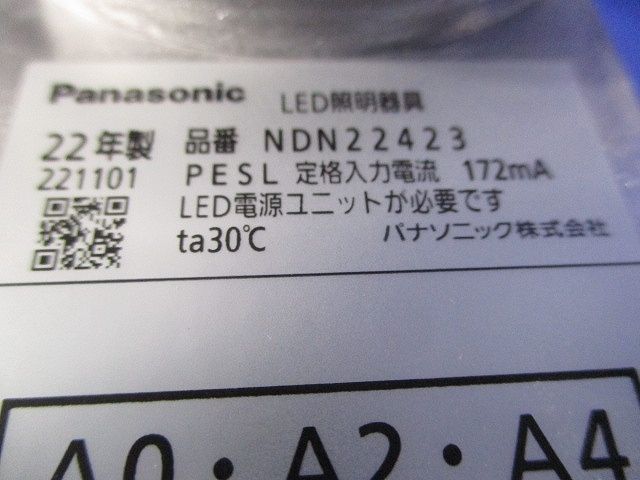 Panasonic LED照明器具
22年製 品番 NDN22423
221101 PESL 定格入力電流 172mA
LED電源ユニットが必要です
ta30℃ パナソニック株式会社
A0・A2・A4